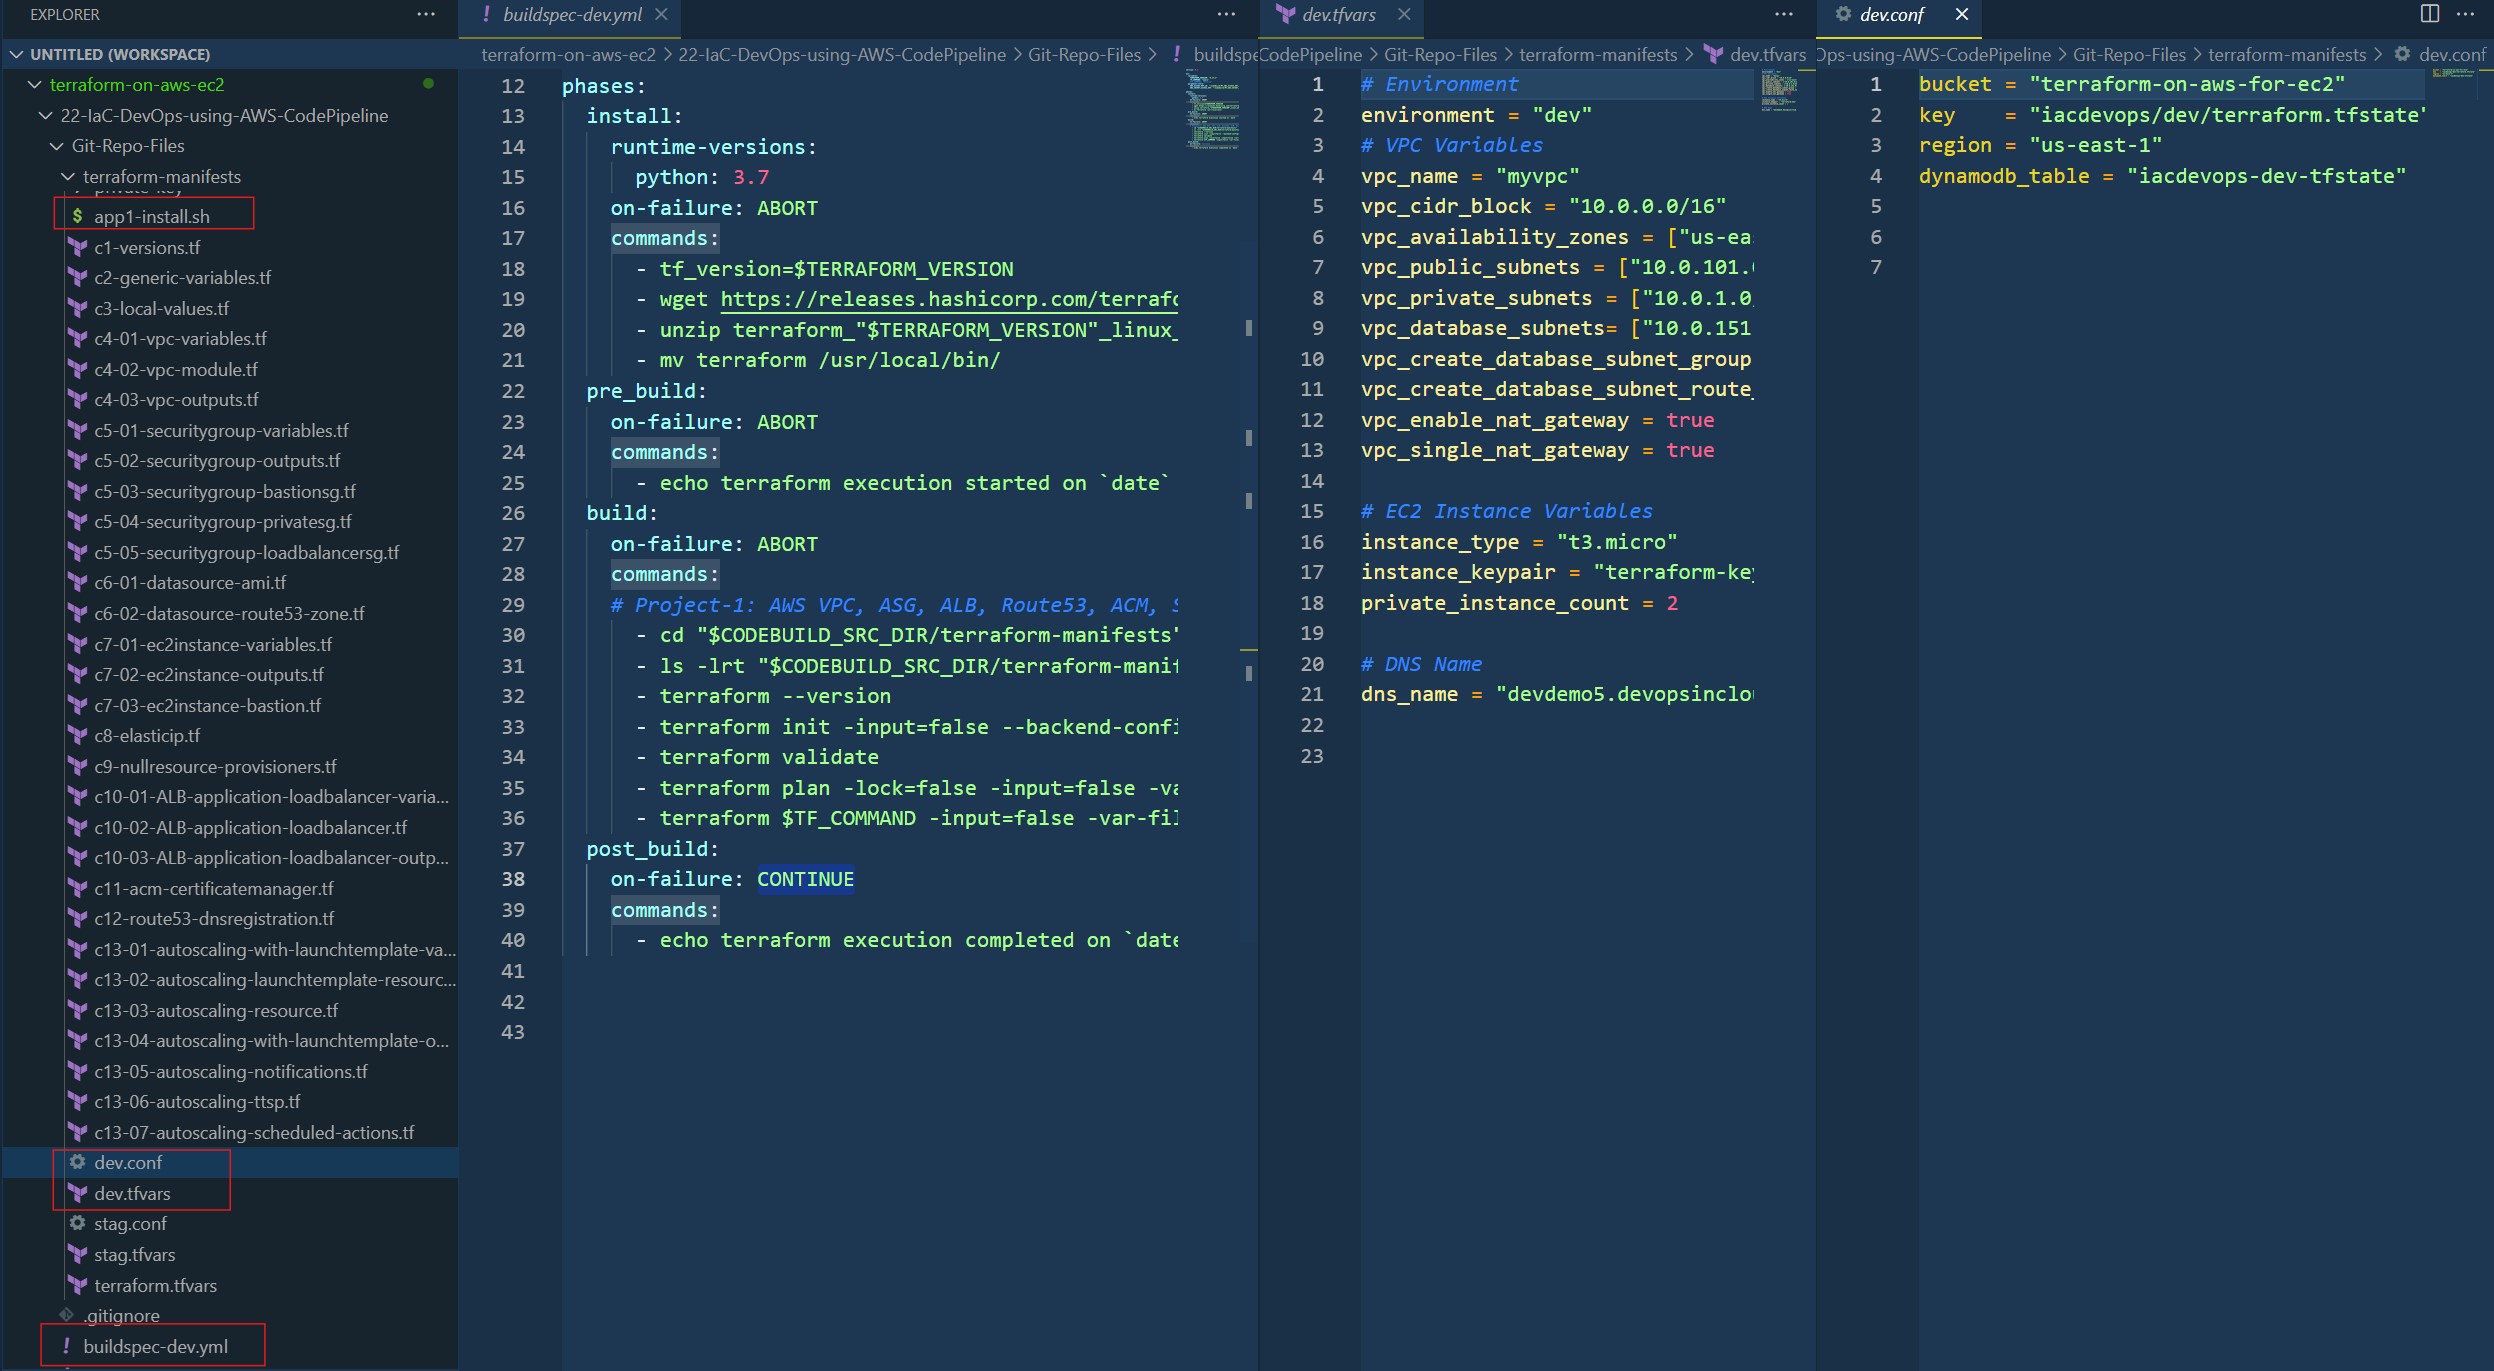 EXPLORER
UNTITLED (WORKSPACE)
terraform-on-aws-ec2
22-IaC-DevOps-using-AWS-CodePipeline
Git-Repo-Files
terraform-manifests
private-key
$ app1-install.sh
c1-versions.tf
c2-generic-variables.tf
c3-local-values.tf
c4-01-vpc-variables.tf
c4-02-vpc-module.tf
c4-03-vpc-outputs.tf
c5-01-securitygroup-variables.tf
c5-02-securitygroup-outputs.tf
c5-03-securitygroup-bastionsg.tf
c5-04-securitygroup-privatesg.tf
c5-05-securitygroup-loadbalancersg.tf
c6-01-datasource-ami.tf
c6-02-datasource-route53-zone.tf
c7-01-ec2instance-variables.tf
c7-02-ec2instance-outputs.tf
c7-03-ec2instance-bastion.tf
c8-elasticip.tf
c9-nullresource-provisioners.tf
c10-01-ALB-application-loadbalancer-varia...
c10-02-ALB-application-loadbalancer.tf
c10-03-ALB-application-loadbalancer-outp...
c11-acm-certificatemanager.tf
c12-route53-dnsregistration.tf
c13-01-autoscaling-with-launchtemplate-va...
c13-02-autoscaling-launchtemplate-resourc...
c13-03-autoscaling-resource.tf
c13-04-autoscaling-with-launchtemplate-o...
c13-05-autoscaling-notifications.tf
c13-06-autoscaling-ttsp.tf
c13-07-autoscaling-scheduled-actions.tf
dev.conf
dev.tfvars
stag.conf
stag.tfvars
terraform.tfvars
.gitignore
! buildspec-dev.yml
! buildspec-dev.yml
terraform-on-aws-ec2 > 22-IaC-DevOps-using-AWS-CodePipeline > Git-Repo-Files > ! buildspe
12 phases:
13 install:
14 runtime-versions:
15 python: 3.7
16 on-failure: ABORT
17 commands:
18 - tf_version=$TERRAFORM_VERSION
19 - wget https://releases.hashicorp.com/terrafo
20 - unzip terraform_"$TERRAFORM_VERSION"_linux_
21 - mv terraform /usr/local/bin/
22 pre_build:
23 on-failure: ABORT
24 commands:
25 - echo terraform execution started on `date`
26 build:
27 on-failure: ABORT
28 commands:
29 # Project-1: AWS VPC, ASG, ALB, Route53, ACM, S
30 - cd "$CODEBUILD_SRC_DIR/terraform-manifests"
31 - ls -lrt "$CODEBUILD_SRC_DIR/terraform-manif
32 - terraform --version
33 - terraform init -input=false --backend-confi
34 - terraform validate
35 - terraform plan -lock=false -input=false -va
36 - terraform $TF_COMMAND -input=false -var-fil
37 post_build:
38 on-failure: CONTINUE
39 commands:
40 - echo terraform execution completed on `date
41
42
43
dev.tfvars
CodePipeline > Git-Repo-Files > terraform-manifests > dev.tfvars
1 # Environment
2 environment = "dev"
3 # VPC Variables
4 vpc_name = "myvpc"
5 vpc_cidr_block = "10.0.0.0/16"
6 vpc_availability_zones = ["us-ea
7 vpc_public_subnets = ["10.0.101.0
8 vpc_private_subnets = ["10.0.1.0
9 vpc_database_subnets= ["10.0.151
10 vpc_create_database_subnet_group
11 vpc_create_database_subnet_route_
12 vpc_enable_nat_gateway = true
13 vpc_single_nat_gateway = true
14
15 # EC2 Instance Variables
16 instance_type = "t3.micro"
17 instance_keypair = "terraform-key
18 private_instance_count = 2
19
20 # DNS Name
21 dns_name = "devdemo5.devopsinclou
22
23
dev.conf
Ops-using-AWS-CodePipeline > Git-Repo-Files > terraform-manifests > dev.conf
1 bucket = "terraform-on-aws-for-ec2"
2 key = "iacdevops/dev/terraform.tfstate"
3 region = "us-east-1"
4 dynamodb_table = "iacdevops-dev-tfstate"
5
6
7